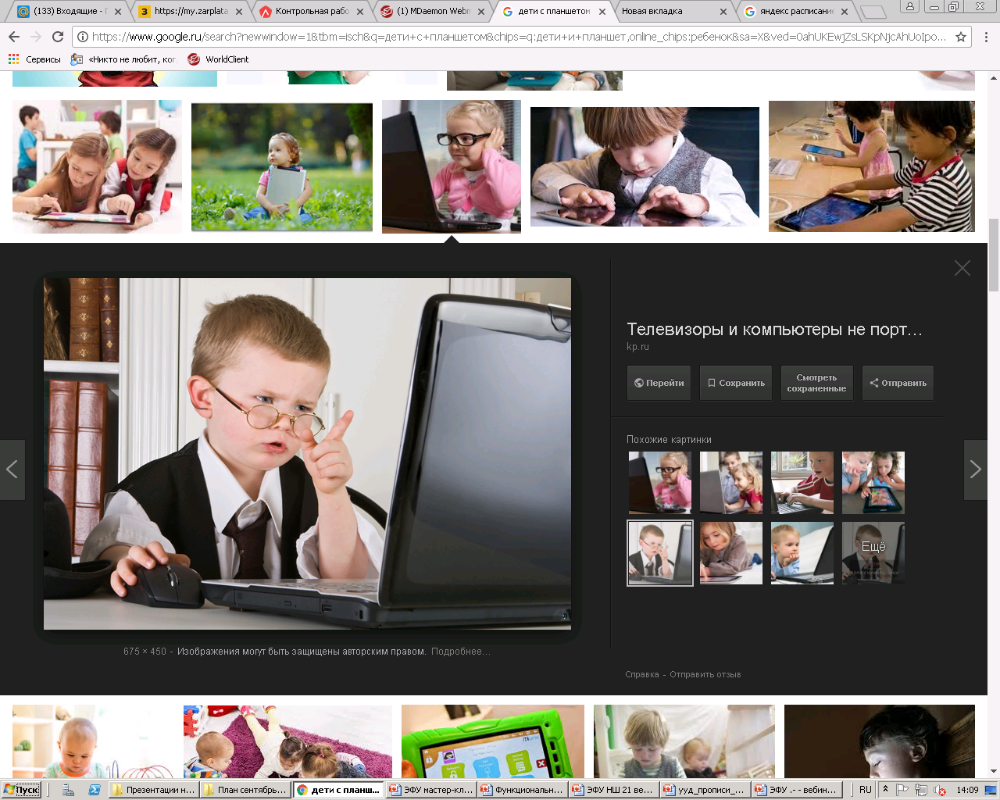 (133) Входящие - П
https://my.zarplata
Контрольная рабо
(1) MDaemon Webm
дети с планшетом
Новая вкладка
яндекс расписание
https://www.google.ru/search?newwindow=1&tbm=isch&q=дети+с+планшетом&chips=q:дети+и+планшет,online_chips:ребенок&sa=X&ved=0ahUKEwjZsLSKpNjcAhUoIpo...
Сервисы
«Никто не любит, ког
WorldClient
Телевизоры и компьютеры не порт...
kp.ru
Перейти
Сохранить
Смотреть
сохраненные
Отправить
Похожие картинки
Ещё
675 × 450 - Изображения могут быть защищены авторским правом. Подробнее...
Справка - Отправить отзыв
Пуск
Презентации н...
План сентябрь...
дети с планш...
ЭФУ мастер-кл...
Функциональн...
ЭФУ НШ 21 ве...
ууд_прописи_...
ЭФУ .- - вебин...
RU
14:09